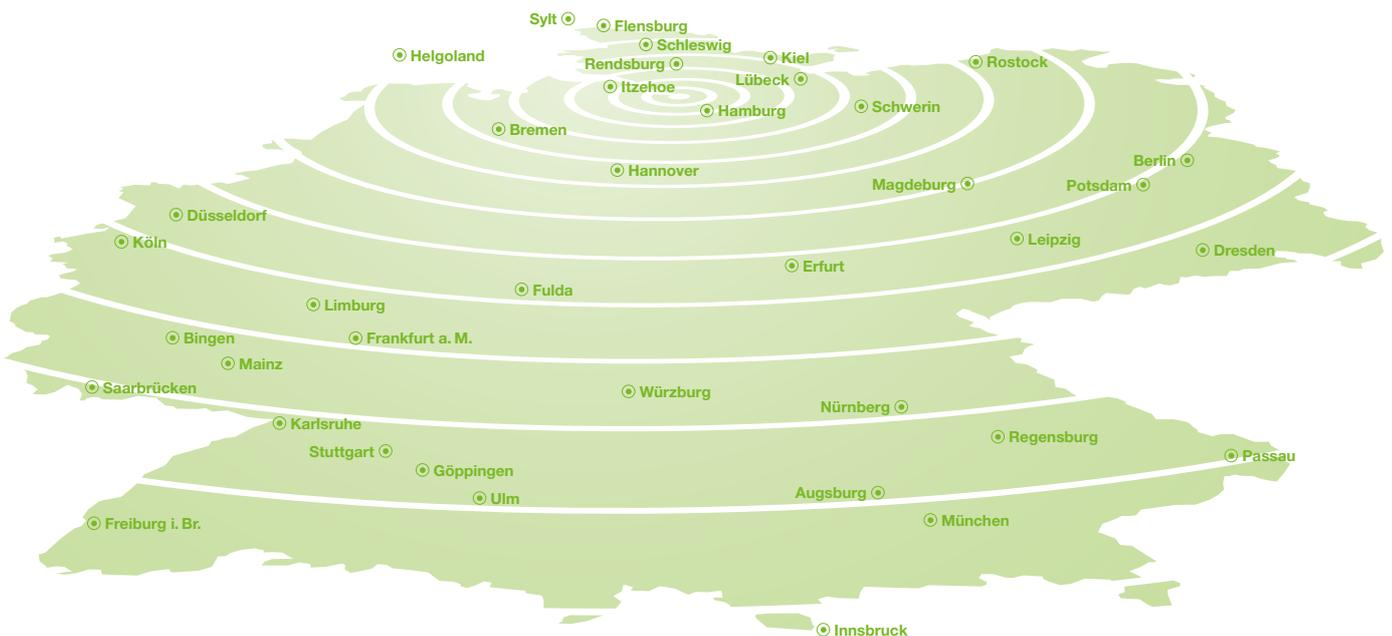 Sylt
Flensburg
Schleswig
Helgoland
Kiel
Rendsburg
Rostock
Lübeck
Itzehoe
Schwerin
Hamburg
Bremen
Berlin
Hannover
Magdeburg
Potsdam
Düsseldorf
Leipzig
Köln
Dresden
Erfurt
Fulda
Limburg
Bingen
Frankfurt a. M.
Mainz
Saarbrücken
Würzburg
Nürnberg
Karlsruhe
Regensburg
Stuttgart
Passau
Göppingen
Augsburg
Ulm
München
Freiburg i. Br.
Innsbruck